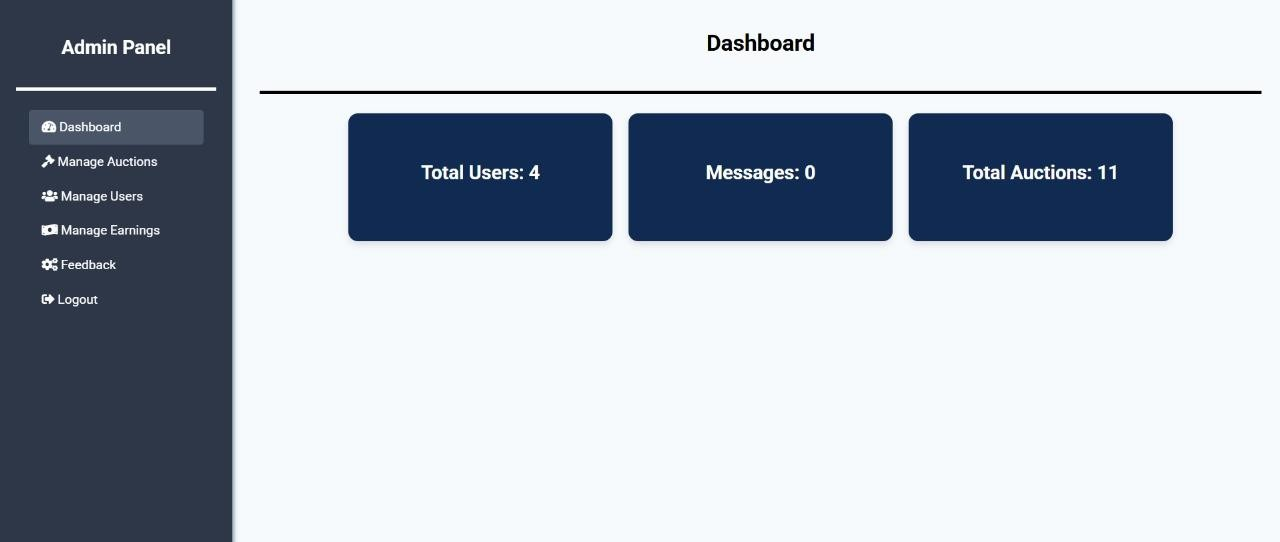 Admin Panel
Dashboard
Manage Auctions
Manage Users
Manage Earnings
Feedback
Logout
Dashboard
Total Users: 4
Messages: 0
Total Auctions: 11